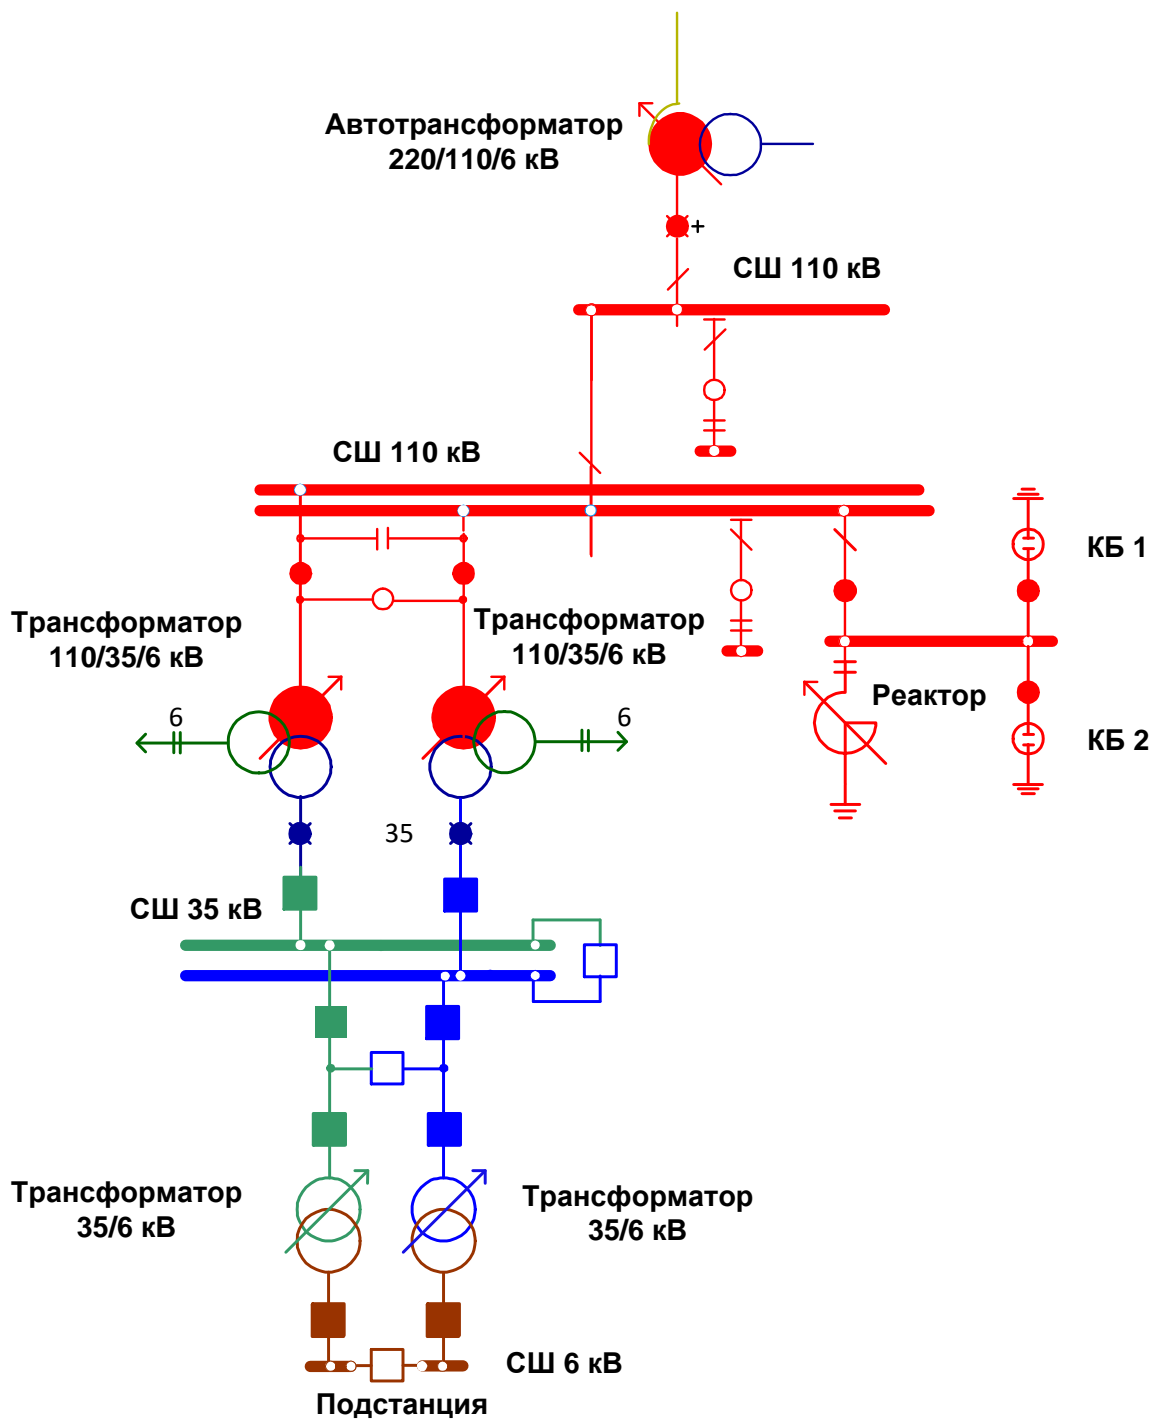 Автотрансформатор
220/110/6 кВ
+
СШ 110 кВ
СШ 110 кВ
КБ 1
Трансформатор
110/35/6 кВ
Трансформатор
110/35/6 кВ
Реактор
6
6
КБ 2
35
СШ 35 кВ
Трансформатор
35/6 кВ
Трансформатор
35/6 кВ
СШ 6 кВ
Подстанция